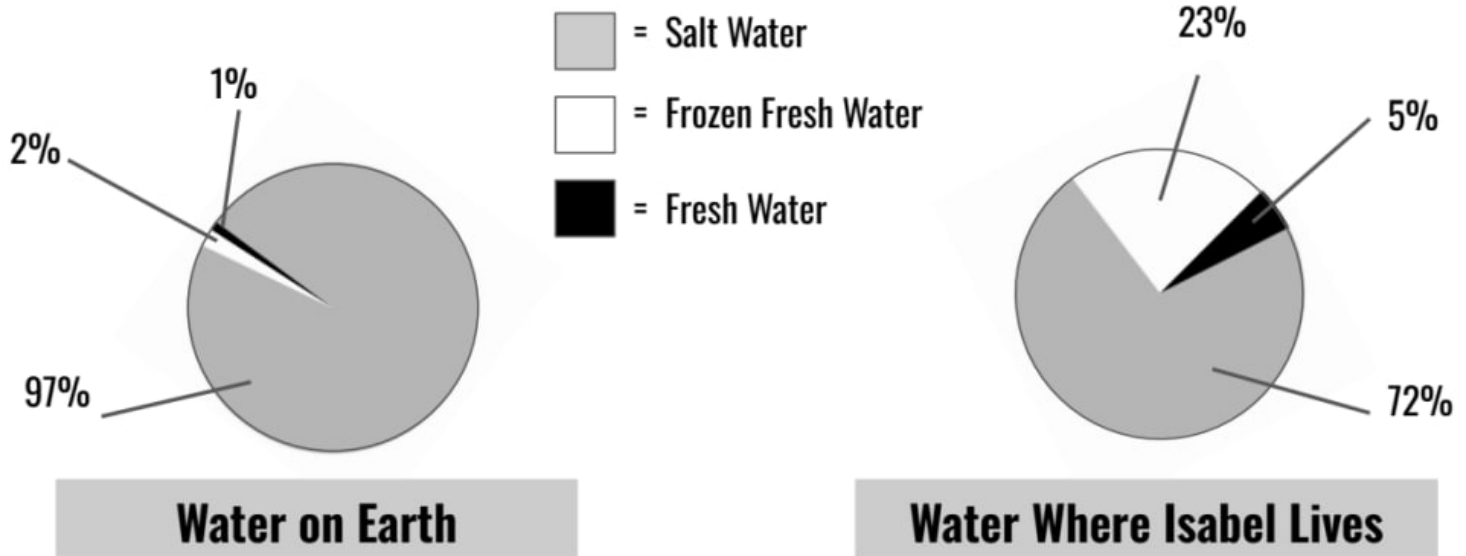 1%
2%
97%
= Salt Water
= Frozen Fresh Water
= Fresh Water
23%
5%
72%
Water on Earth
Water Where Isabel Lives